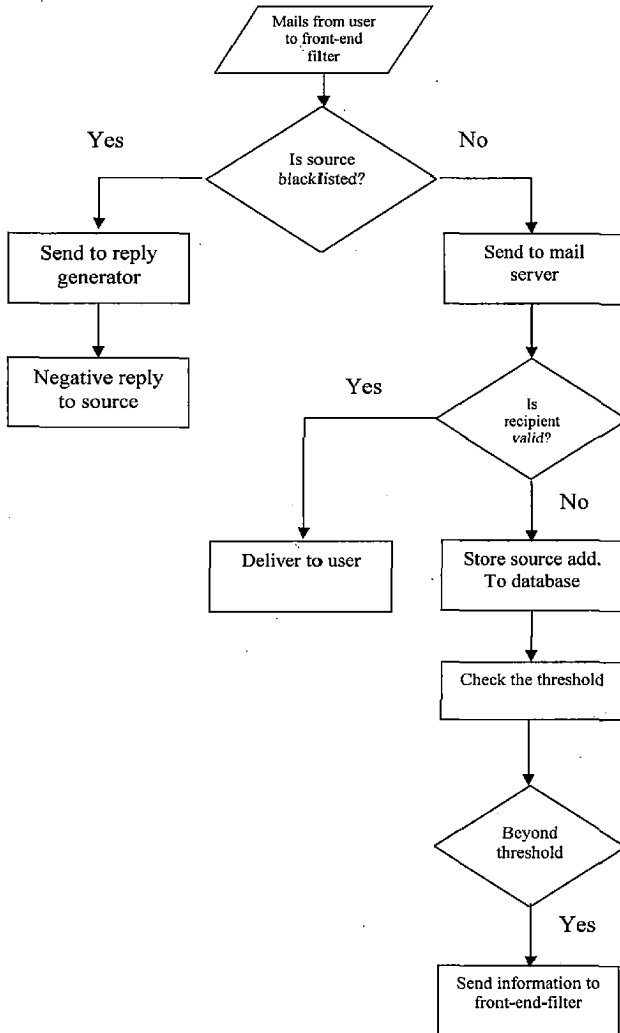 Mails from user
to front-end
filter
Yes
No
Is source
blacklisted?
Send to reply
generator
Send to mail
server
Negative reply
to source
Yes
Is
recipient
valid?
No
Deliver to user
Store source add.
To database
Check the threshold
Beyond
threshold
Yes
Send information to
front-end-filter